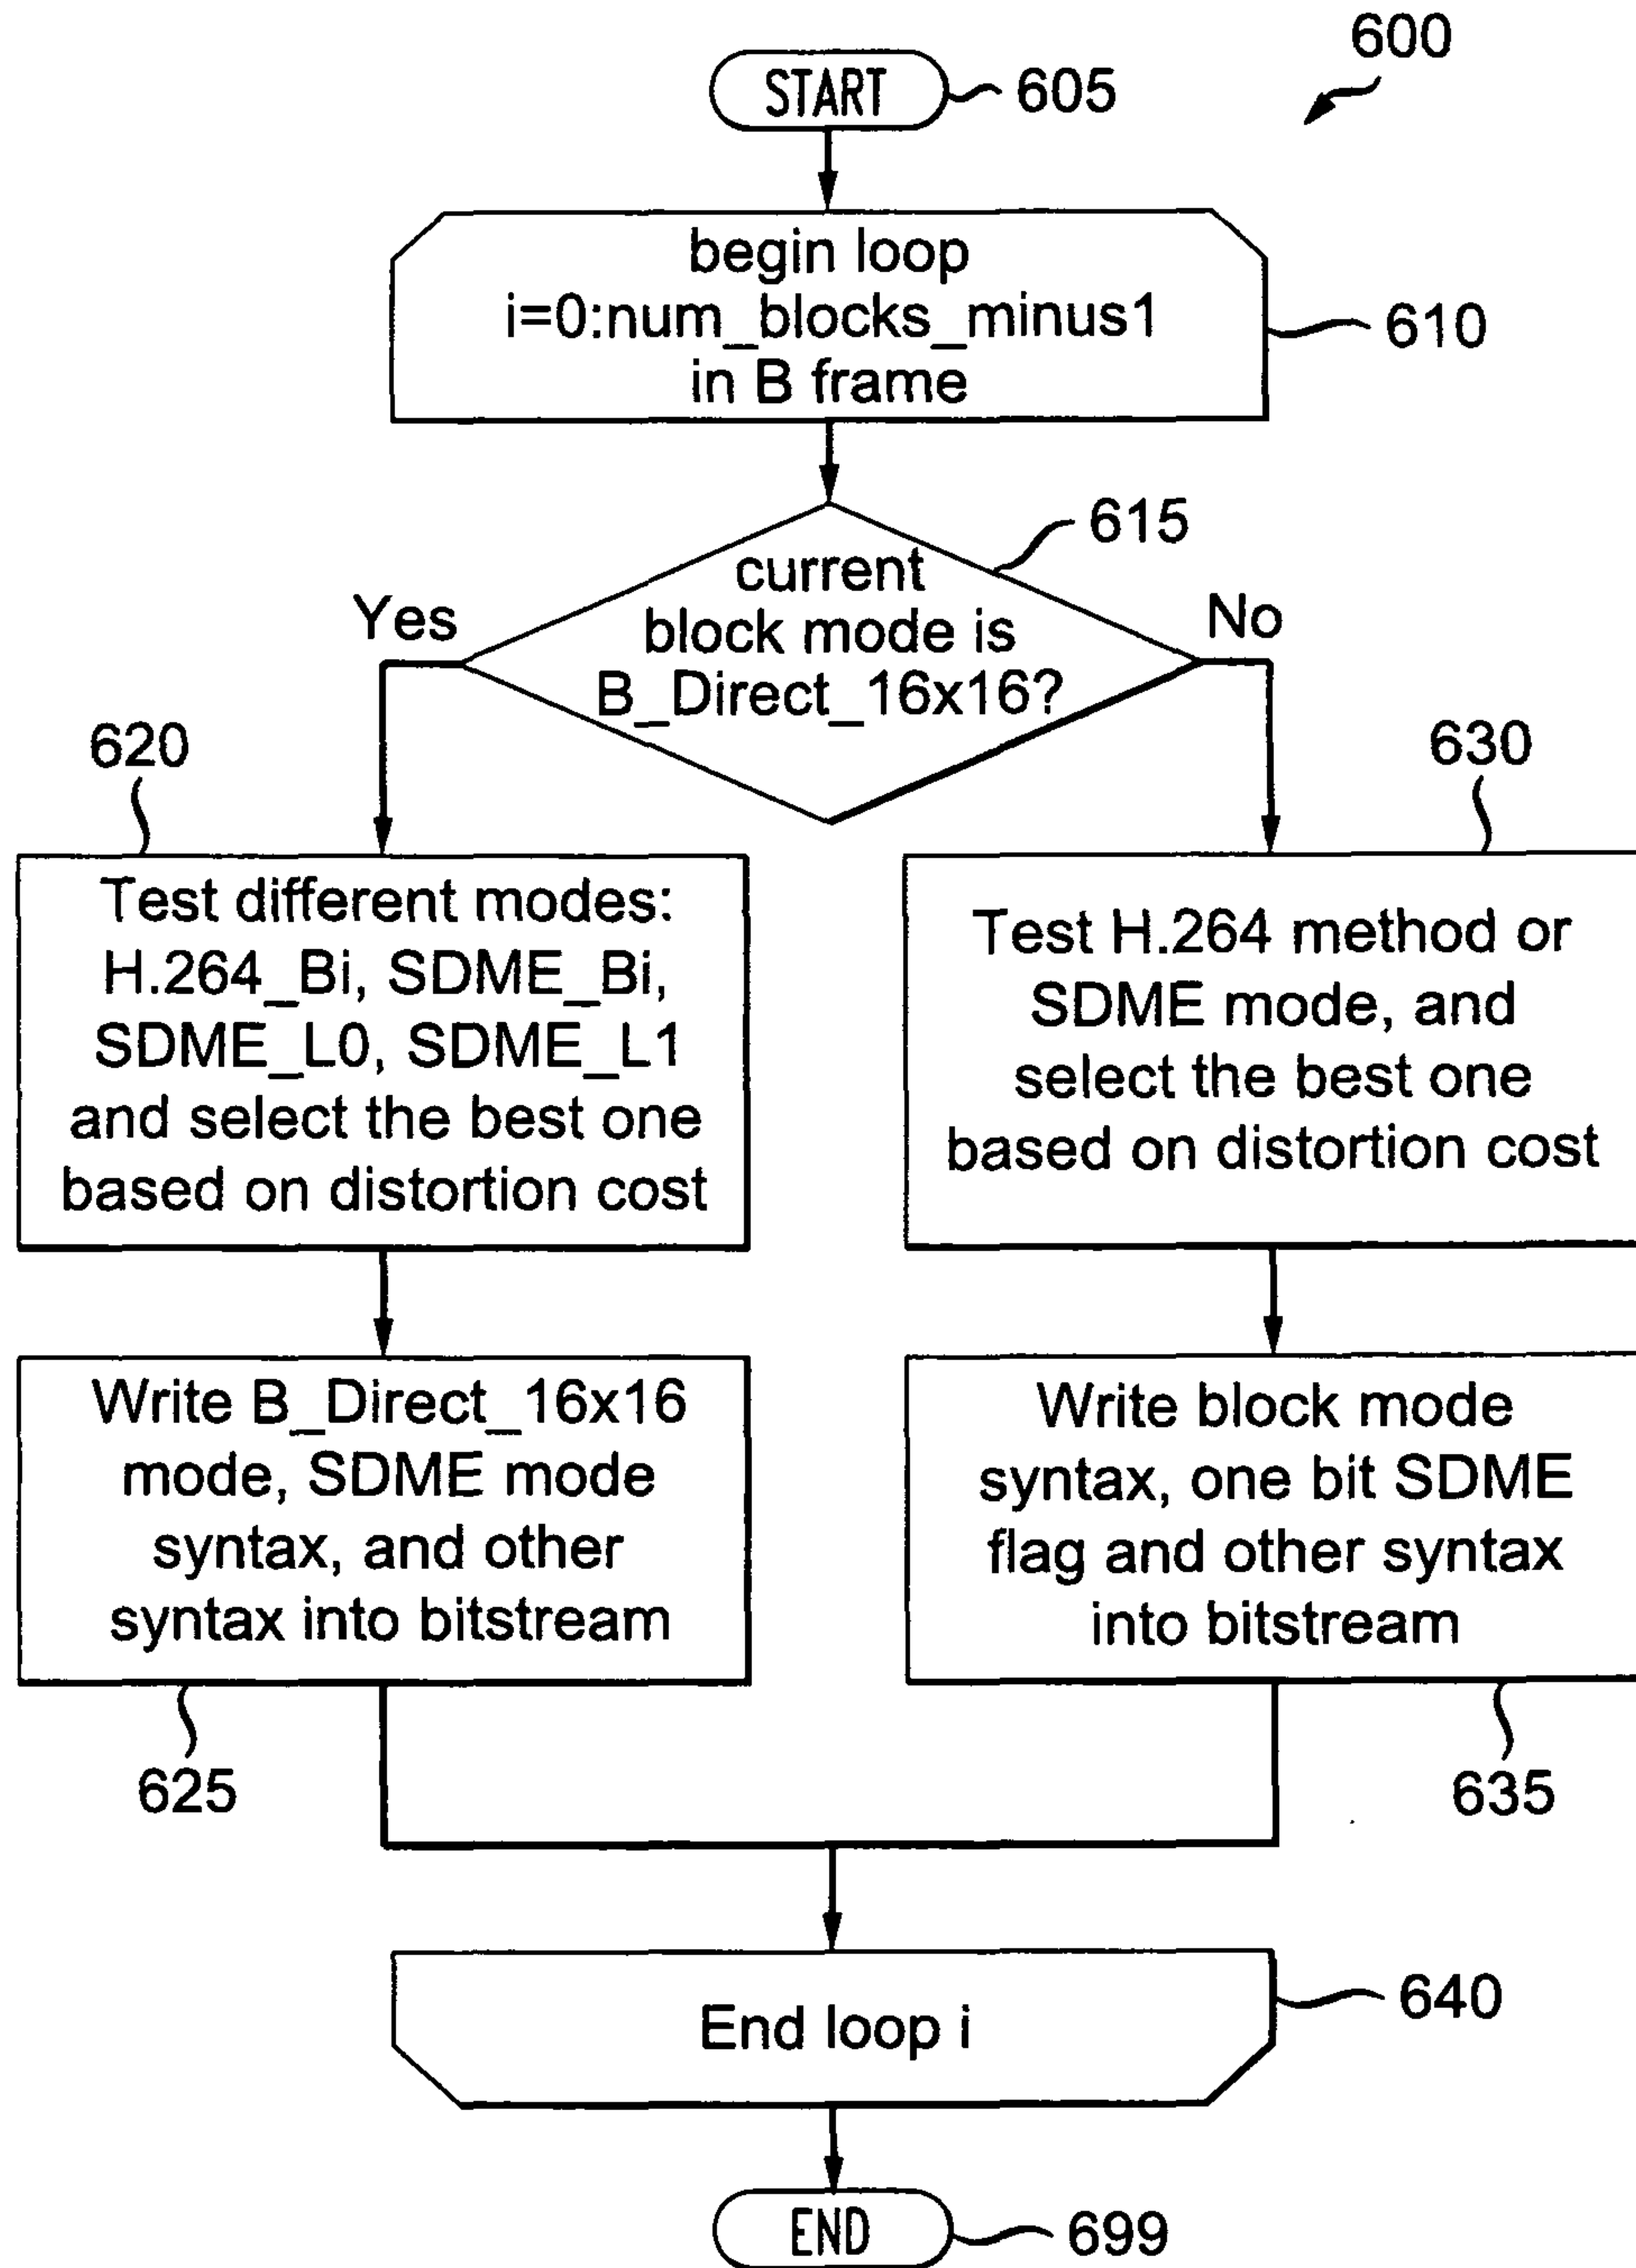 600
START
605
begin loop
i=0:num_blocks_minus1
in B frame
610
615
current
block mode is
B_Direct_16x16?
Yes
No
620
Test different modes:
H.264_Bi, SDME_Bi,
SDME_L0, SDME_L1
and select the best one
based on distortion cost
630
Test H.264 method or
SDME mode, and
select the best one
based on distortion cost
Write B_Direct_16x16
mode, SDME mode
syntax, and other
syntax into bitstream
625
Write block mode
syntax, one bit SDME
flag and other syntax
into bitstream
635
End loop i
640
END
699